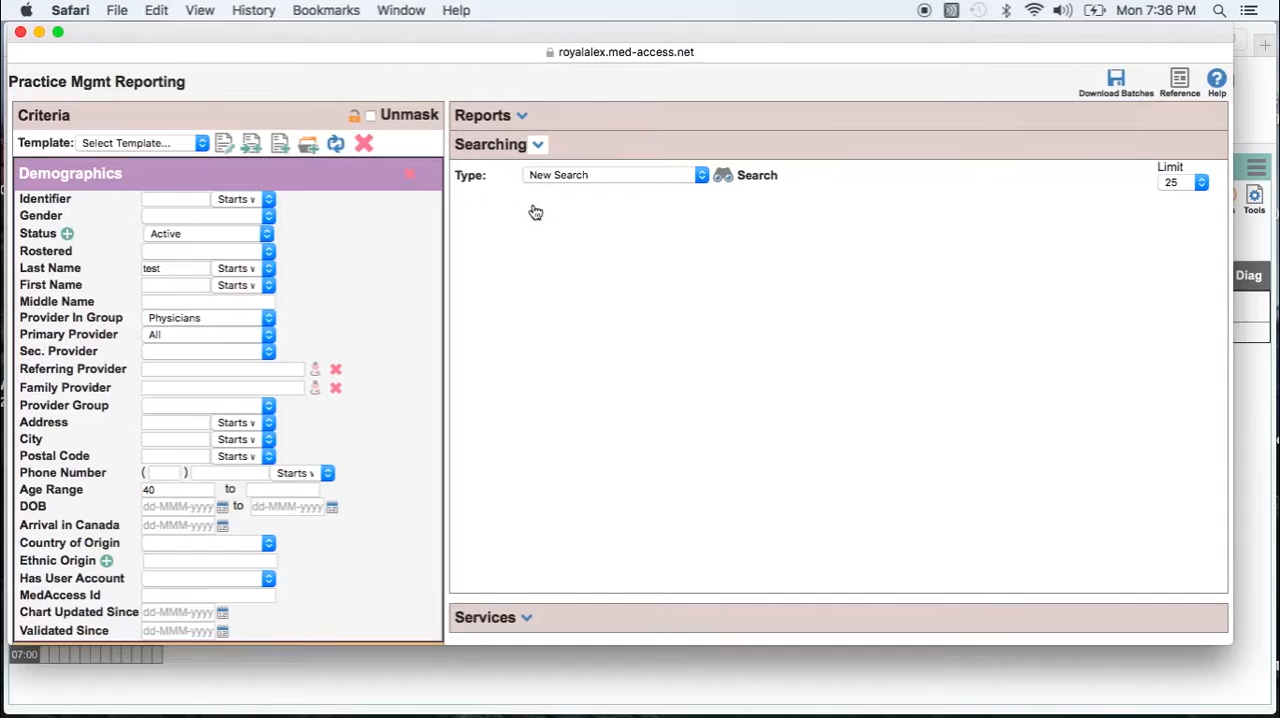 Safari File Edit View History Bookmarks Window Help Mon 7:36 PM
royalalex.med-access.net
Practice Mgmt Reporting
Download Batches Reference Help
Criteria Unmask
Template: Select Template...
Demographics
Identifier Starts
Gender
Status Active
Rostered
Last Name test Starts
First Name Starts
Middle Name
Provider In Group Physicians
Primary Provider All
Sec. Provider
Referring Provider
Family Provider
Provider Group
Address Starts
City Starts
Postal Code Starts
Phone Number ( ) Starts
Age Range 40 to
DOB dd-MMM-yyyy to dd-MMM-yyyy
Arrival in Canada dd-MMM-yyyy
Country of Origin
Ethnic Origin
Has User Account
MedAccess Id
Chart Updated Since dd-MMM-yyyy
Validated Since dd-MMM-yyyy
07:00
Reports
Searching
Type: New Search Search
Limit
25
Services
Tools
Diag